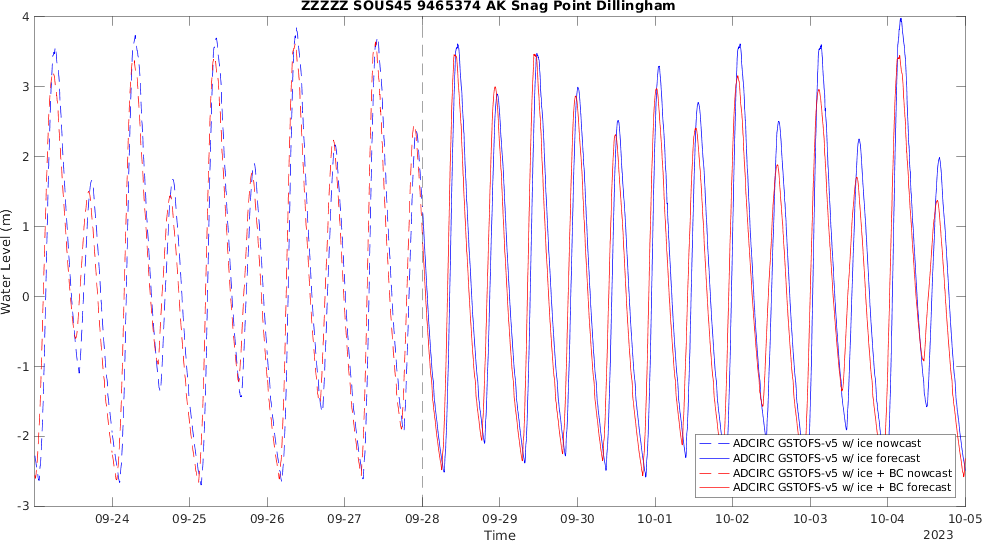 ZZZZZ SOUS45 9465374 AK Snag Point Dillingham
Water Level (m)
4
3
2
1
0
-1
-2
-3
09-24 09-25 09-26 09-27 09-28 09-29 09-30 10-01 10-02 10-03 10-04 10-05
Time
2023
ADCIRC GSTOFS-v5 w/ ice nowcast
ADCIRC GSTOFS-v5 w/ ice forecast
ADCIRC GSTOFS-v5 w/ ice + BC nowcast
ADCIRC GSTOFS-v5 w/ ice + BC forecast